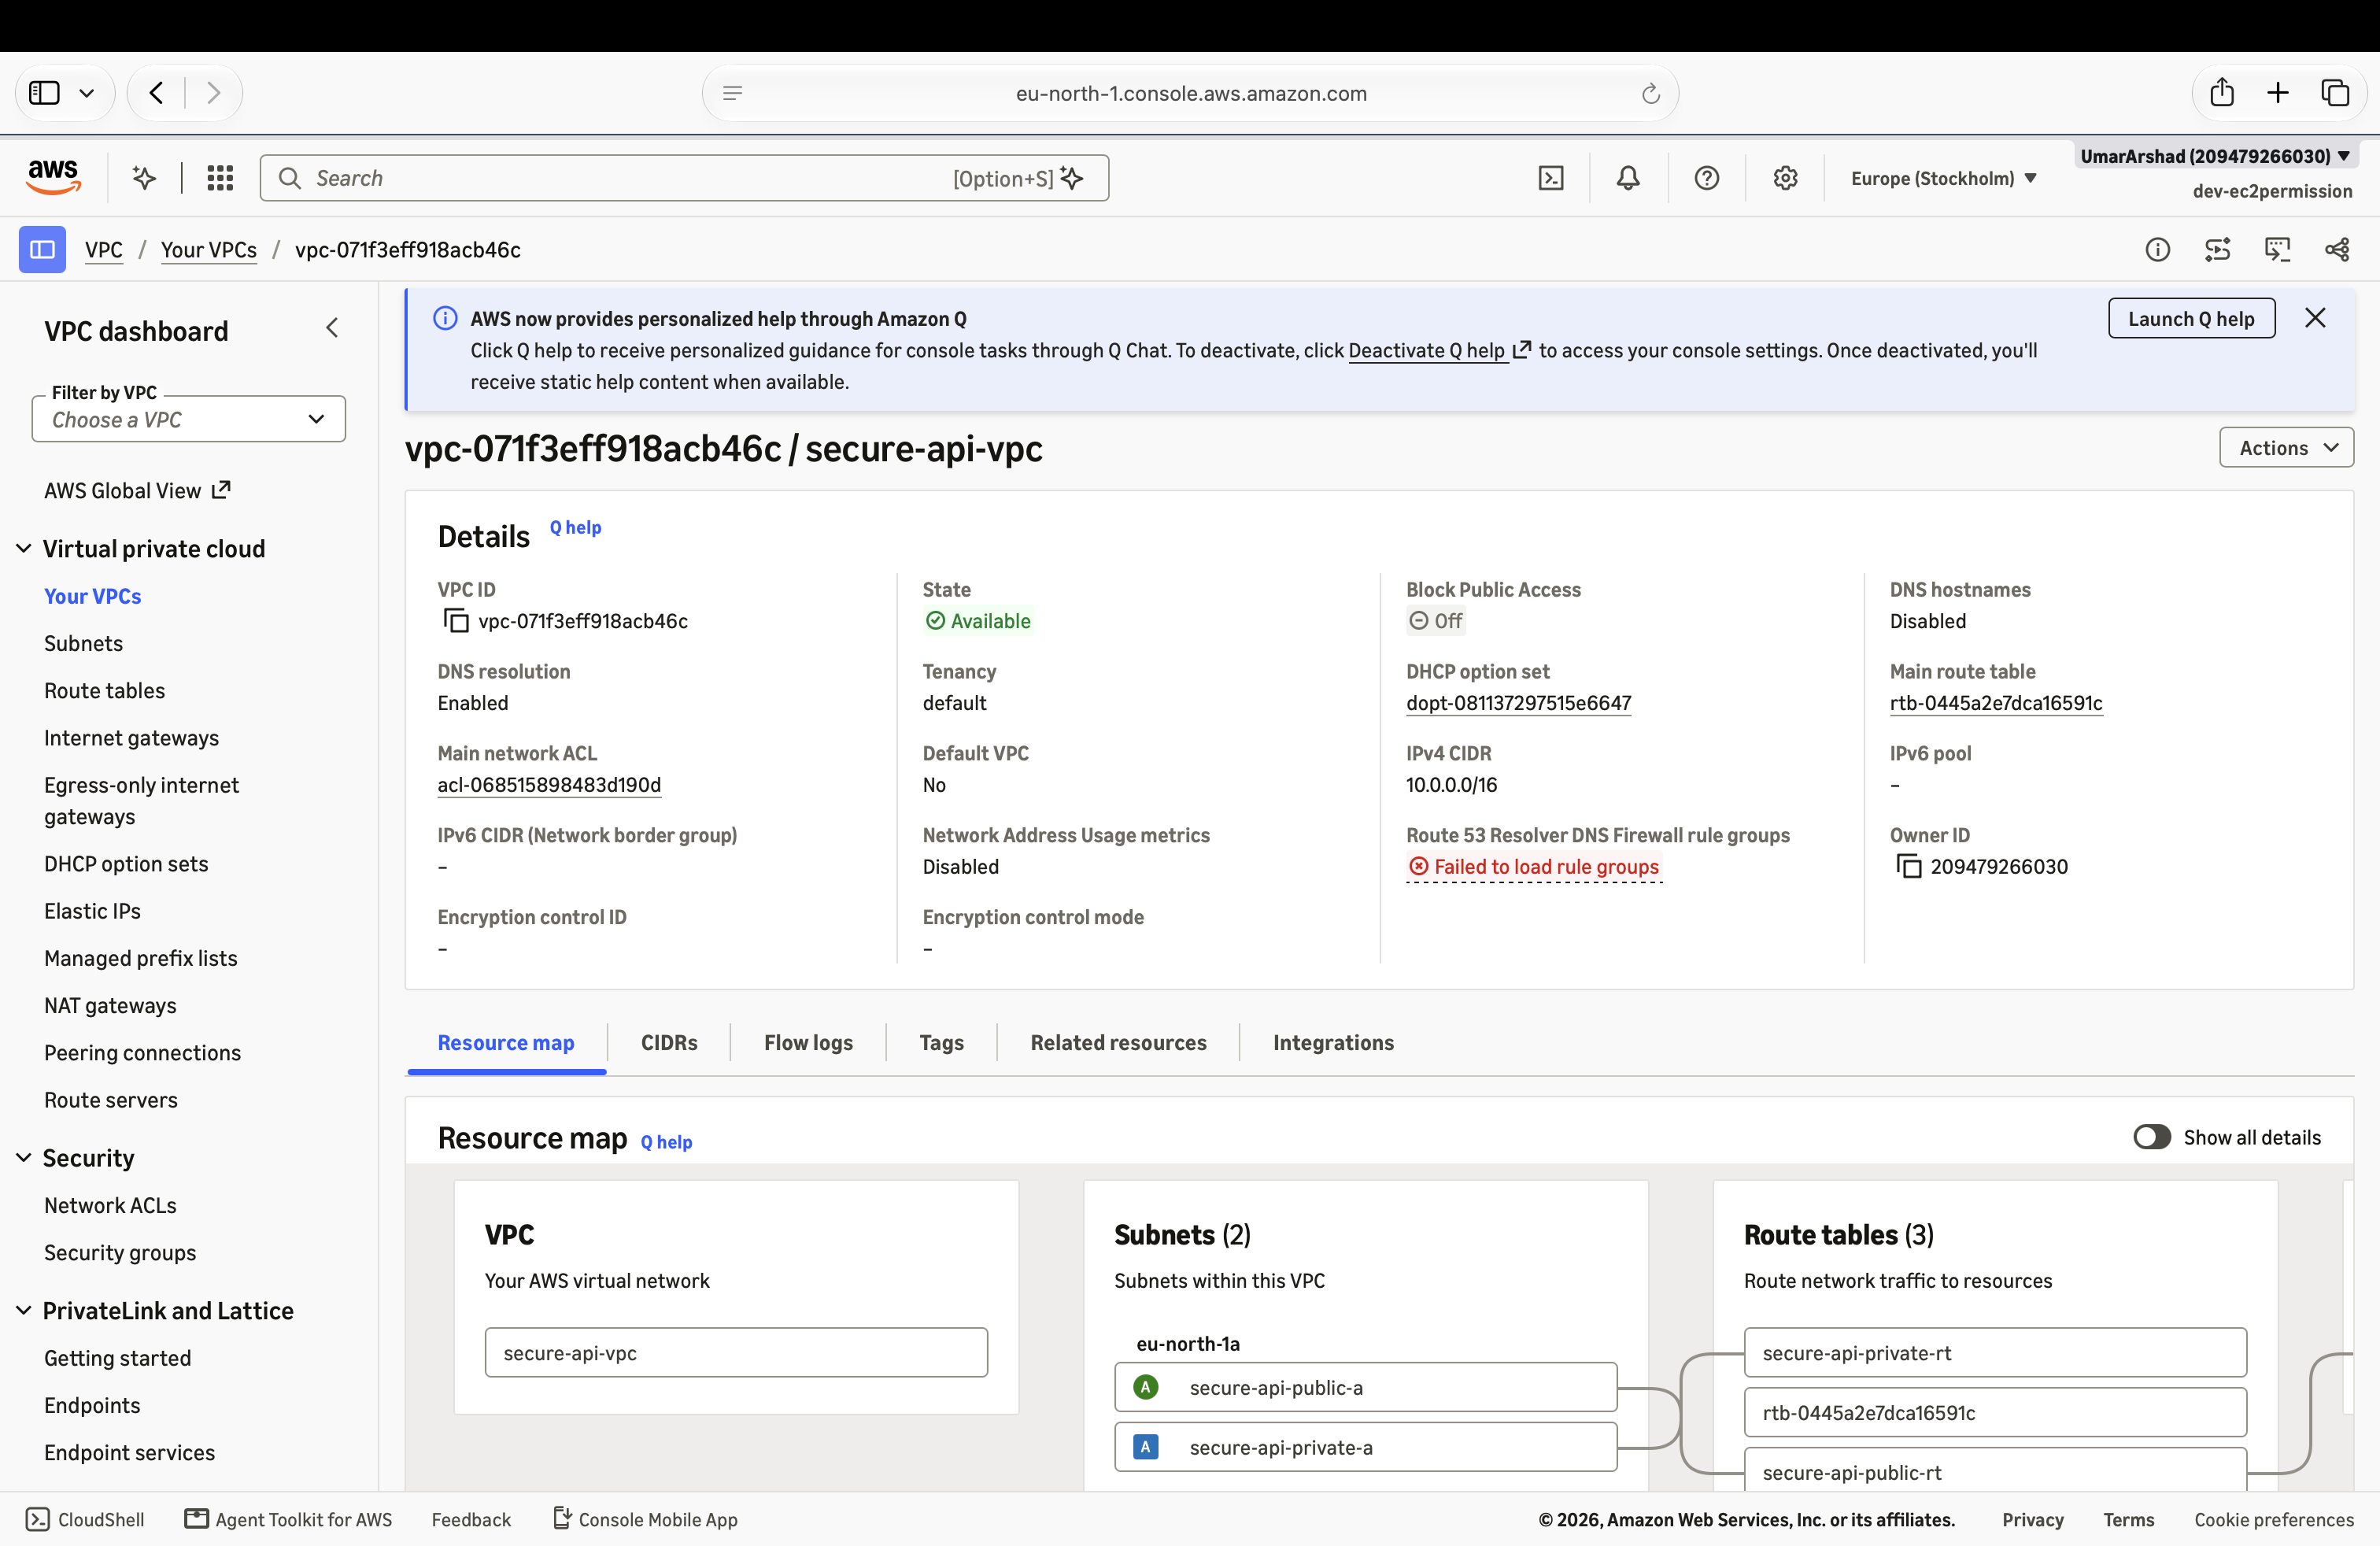 eu-north-1.console.aws.amazon.com
aws
Search
[Option+S]
Europe (Stockholm)
UmarArshad (209479266030)
dev-ec2permission
VPC / Your VPCs / vpc-071f3eff918acb46c
VPC dashboard
Filter by VPC
Choose a VPC
AWS Global View
Virtual private cloud
Your VPCs
Subnets
Route tables
Internet gateways
Egress-only internet
gateways
DHCP option sets
Elastic IPs
Managed prefix lists
NAT gateways
Peering connections
Route servers
Security
Network ACLs
Security groups
PrivateLink and Lattice
Getting started
Endpoints
Endpoint services
AWS now provides personalized help through Amazon Q
Click Q help to receive personalized guidance for console tasks through Q Chat. To deactivate, click Deactivate Q help to access your console settings. Once deactivated, you'll
receive static help content when available.
Launch Q help
vpc-071f3eff918acb46c / secure-api-vpc
Actions
Details
Q help
VPC ID
vpc-071f3eff918acb46c
State
Available
Block Public Access
Off
DNS hostnames
Disabled
DNS resolution
Enabled
Tenancy
default
DHCP option set
dopt-081137297515e6647
Main route table
rtb-0445a2e7dca16591c
Main network ACL
acl-068515898483d190d
Default VPC
No
IPv4 CIDR
10.0.0.0/16
IPv6 pool
–
IPv6 CIDR (Network border group)
–
Network Address Usage metrics
Disabled
Route 53 Resolver DNS Firewall rule groups
Failed to load rule groups
Owner ID
209479266030
Encryption control ID
–
Encryption control mode
–
Resource map
CIDRs
Flow logs
Tags
Related resources
Integrations
Resource map
Q help
Show all details
VPC
Your AWS virtual network
secure-api-vpc
Subnets (2)
Subnets within this VPC
eu-north-1a
A secure-api-public-a
A secure-api-private-a
Route tables (3)
Route network traffic to resources
secure-api-private-rt
rtb-0445a2e7dca16591c
secure-api-public-rt
CloudShell
Agent Toolkit for AWS
Feedback
Console Mobile App
© 2026, Amazon Web Services, Inc. or its affiliates.
Privacy
Terms
Cookie preferences